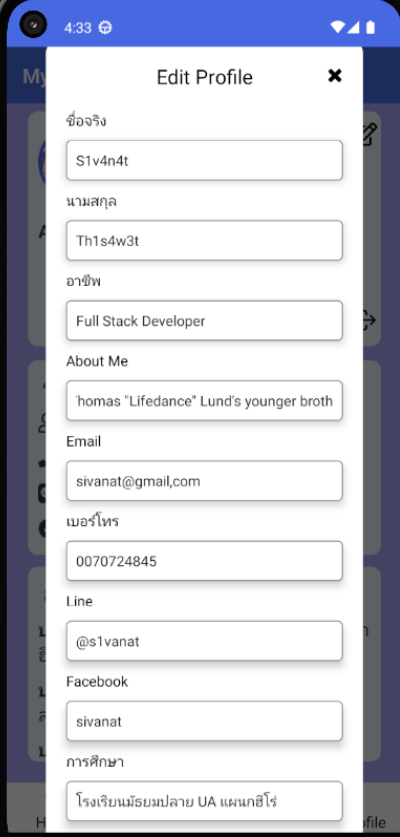 4:33
My
Edit Profile
ชื่อจริง
S1v4n4t
นามสกุล
Th1s4w3t
อาชีพ
Full Stack Developer
About Me
homas "Lifedance" Lund's younger broth
Email
sivanat@gmail,com
เบอร์โทร
0070724845
Line
@s1vanat
Facebook
sivanat
การศึกษา
โรงเรียนมัธยมปลาย UA แผนกฮีโร่